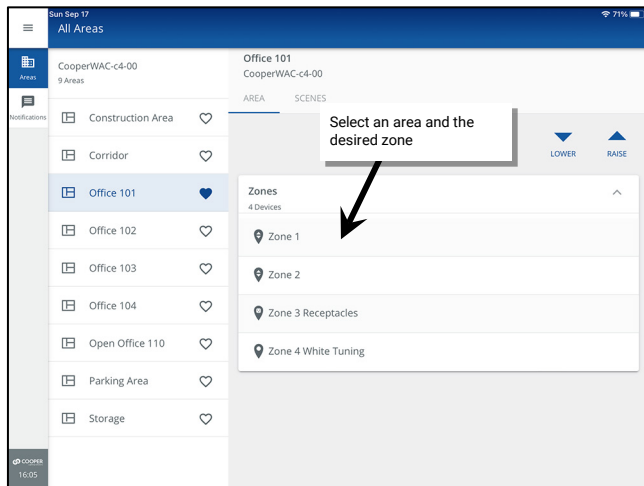 Sun Sep 17
71%
All Areas
Areas
Notifications
CooperWAC-c4-00
9 Areas
Construction Area
Corridor
Office 101
Office 102
Office 103
Office 104
Open Office 110
Parking Area
Storage
Office 101
CooperWAC-c4-00
AREA SCENES
Select an area and the
desired zone
LOWER RAISE
Zones
4 Devices
Zone 1
Zone 2
Zone 3 Receptacles
Zone 4 White Tuning
COOPER
16:05